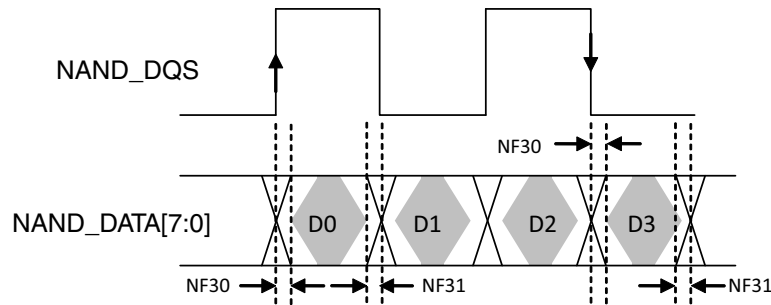 NAND_DQS
NF30
NAND_DATA[7:0]
D0
D1
D2
D3
NF30
NF31
NF31